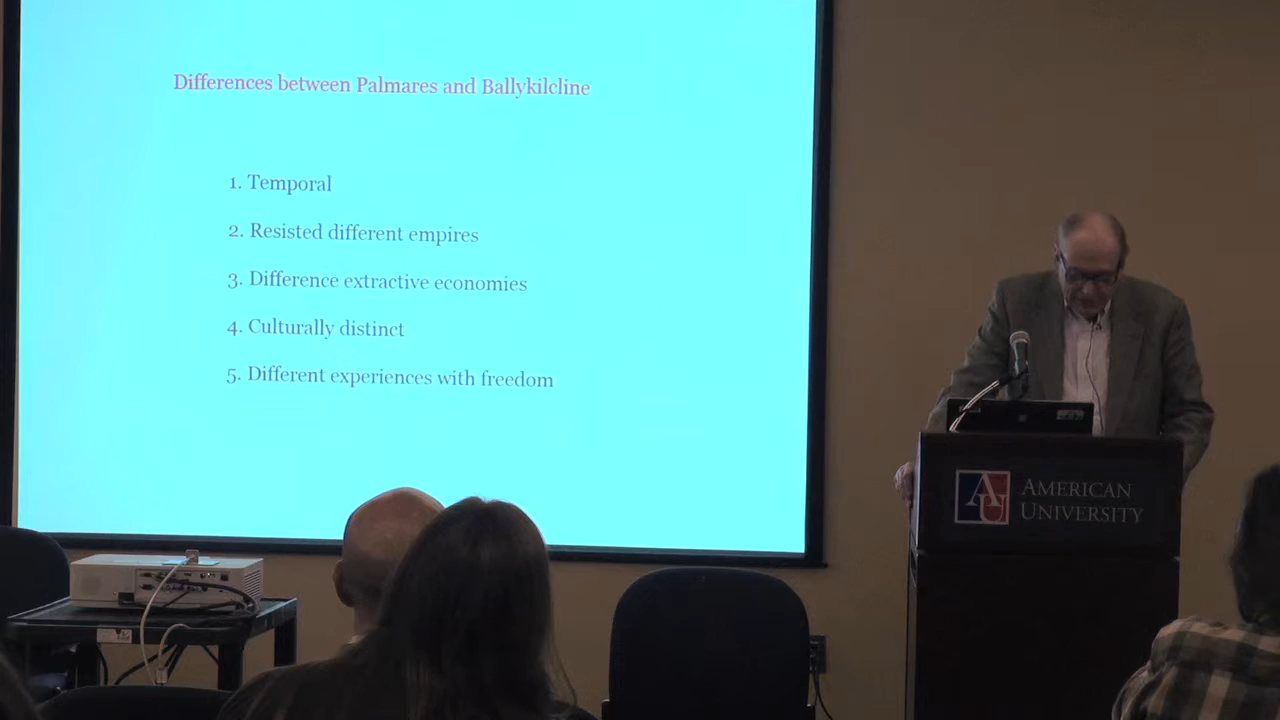 Differences between Palmares and Ballykilcline
1. Temporal
2. Resisted different empires
3. Difference extractive economies
4. Culturally distinct
5. Different experiences with freedom
AU
AMERICAN
UNIVERSITY